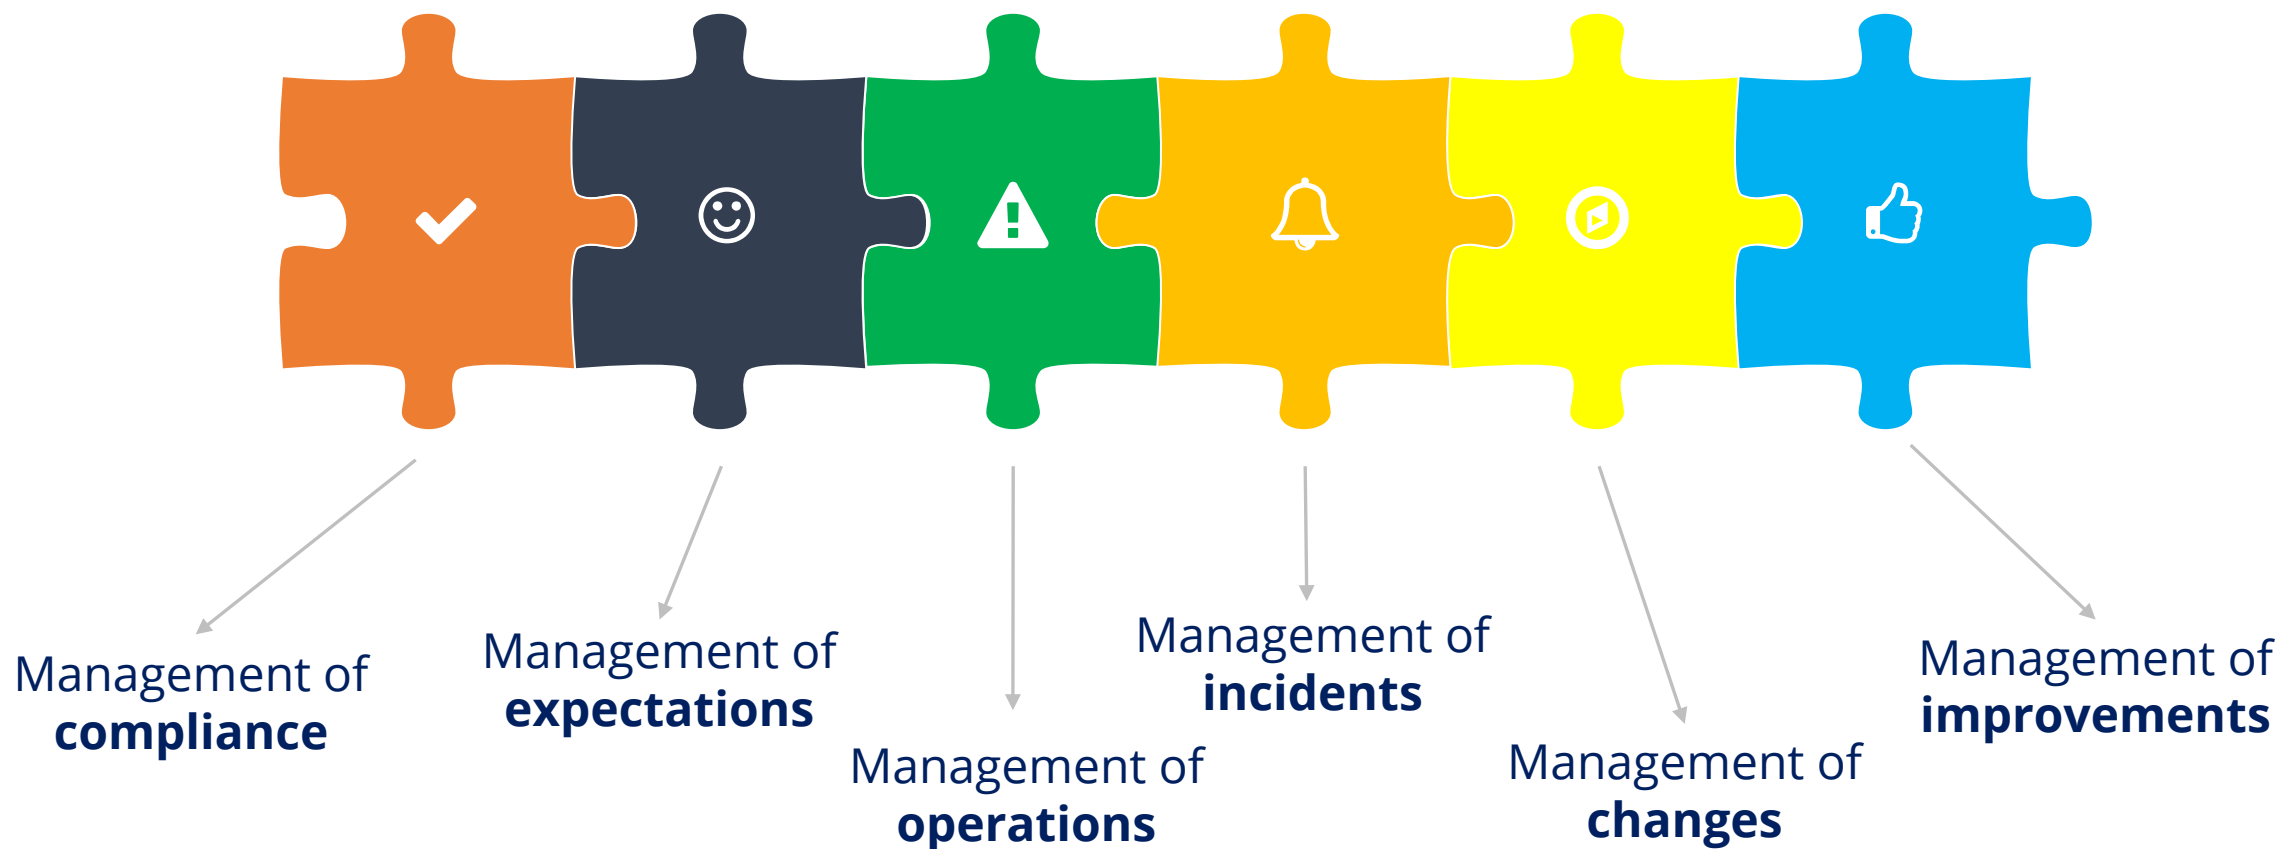 Management of
compliance
Management of
expectations
Management of
operations
Management of
incidents
Management of
changes
Management of
improvements